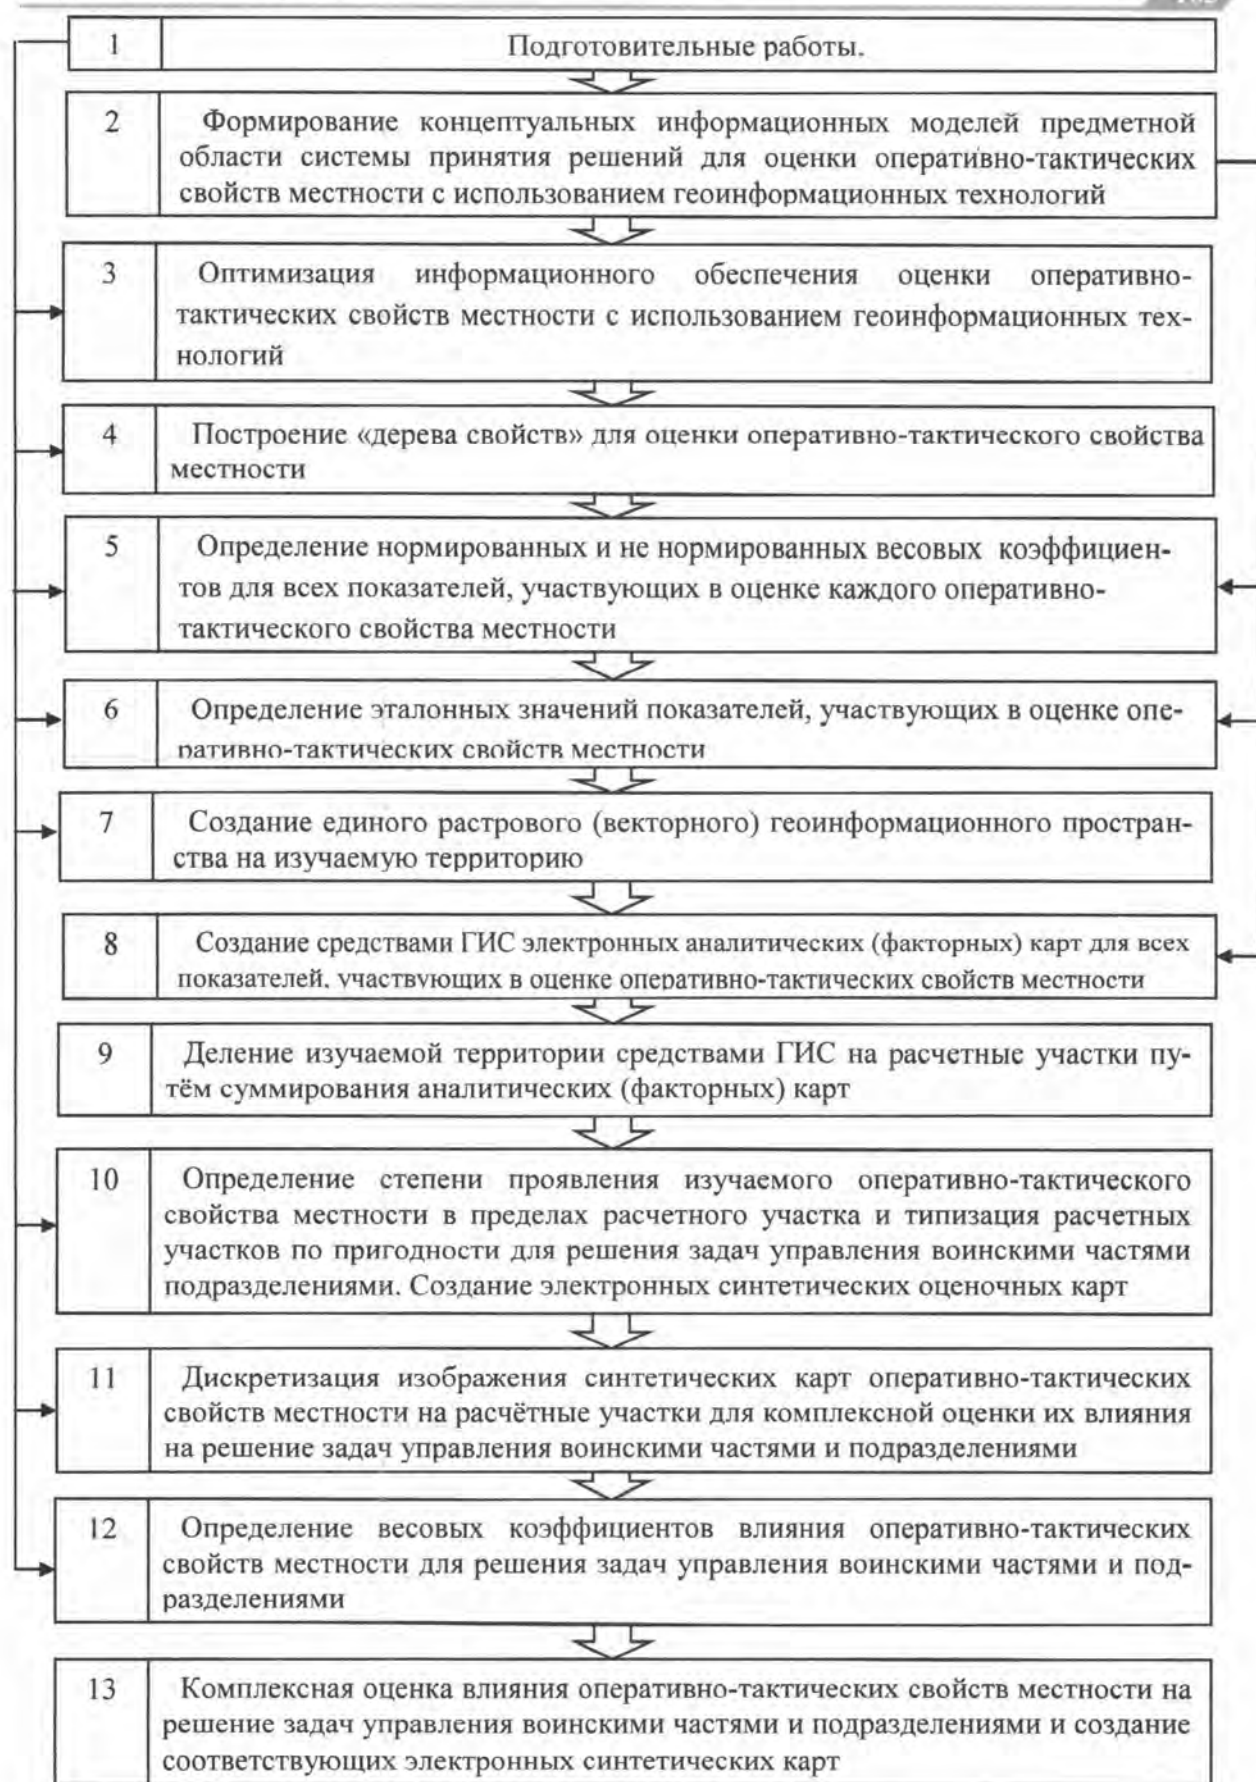 1 Подготовительные работы.
2 Формирование концептуальных информационных моделей предметной
области системы принятия решений для оценки оперативно-тактических
свойств местности с использованием геоинформационных технологий
3 Оптимизация информационного обеспечения оценки оперативно-
тактических свойств местности с использованием геоинформационных тех-
нологий
4 Построение «дерева свойств» для оценки оперативно-тактического свойства
местности
5 Определение нормированных и не нормированных весовых коэффициен-
тов для всех показателей, участвующих в оценке каждого оперативно-
тактического свойства местности
6 Определение эталонных значений показателей, участвующих в оценке опе-
ративно-тактических свойств местности
7 Создание единого растрового (векторного) геоинформационного простран-
ства на изучаемую территорию
8 Создание средствами ГИС электронных аналитических (факторных) карт для всех
показателей, участвующих в оценке оперативно-тактических свойств местности
9 Деление изучаемой территории средствами ГИС на расчетные участки пу-
тём суммирования аналитических (факторных) карт
10 Определение степени проявления изучаемого оперативно-тактического
свойства местности в пределах расчетного участка и типизация расчетных
участков по пригодности для решения задач управления воинскими частями
подразделениями. Создание электронных синтетических оценочных карт
11 Дискретизация изображения синтетических карт оперативно-тактических
свойств местности на расчётные участки для комплексной оценки их влияния
на решение задач управления воинскими частями и подразделениями
12 Определение весовых коэффициентов влияния оперативно-тактических
свойств местности для решения задач управления воинскими частями и под-
разделениями
13 Комплексная оценка влияния оперативно-тактических свойств местности на
решение задач управления воинскими частями и подразделениями и создание
соответствующих электронных синтетических карт